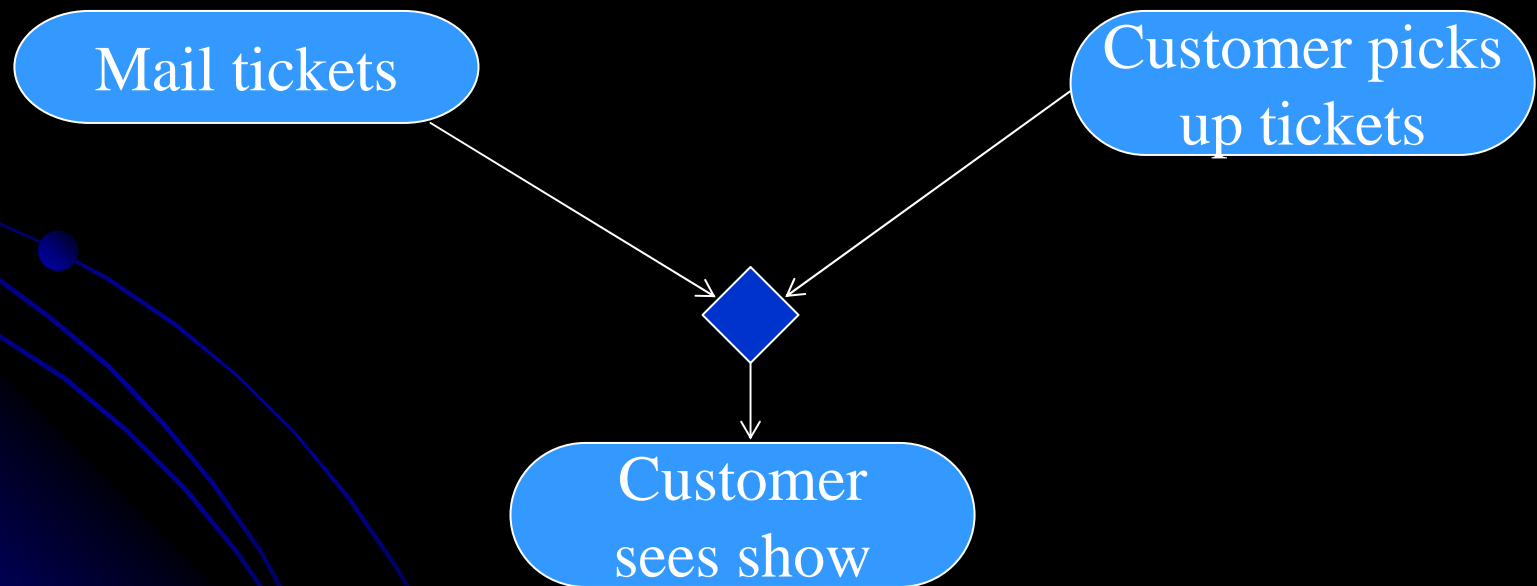 Mail tickets
Customer picks
up tickets
Customer
sees show